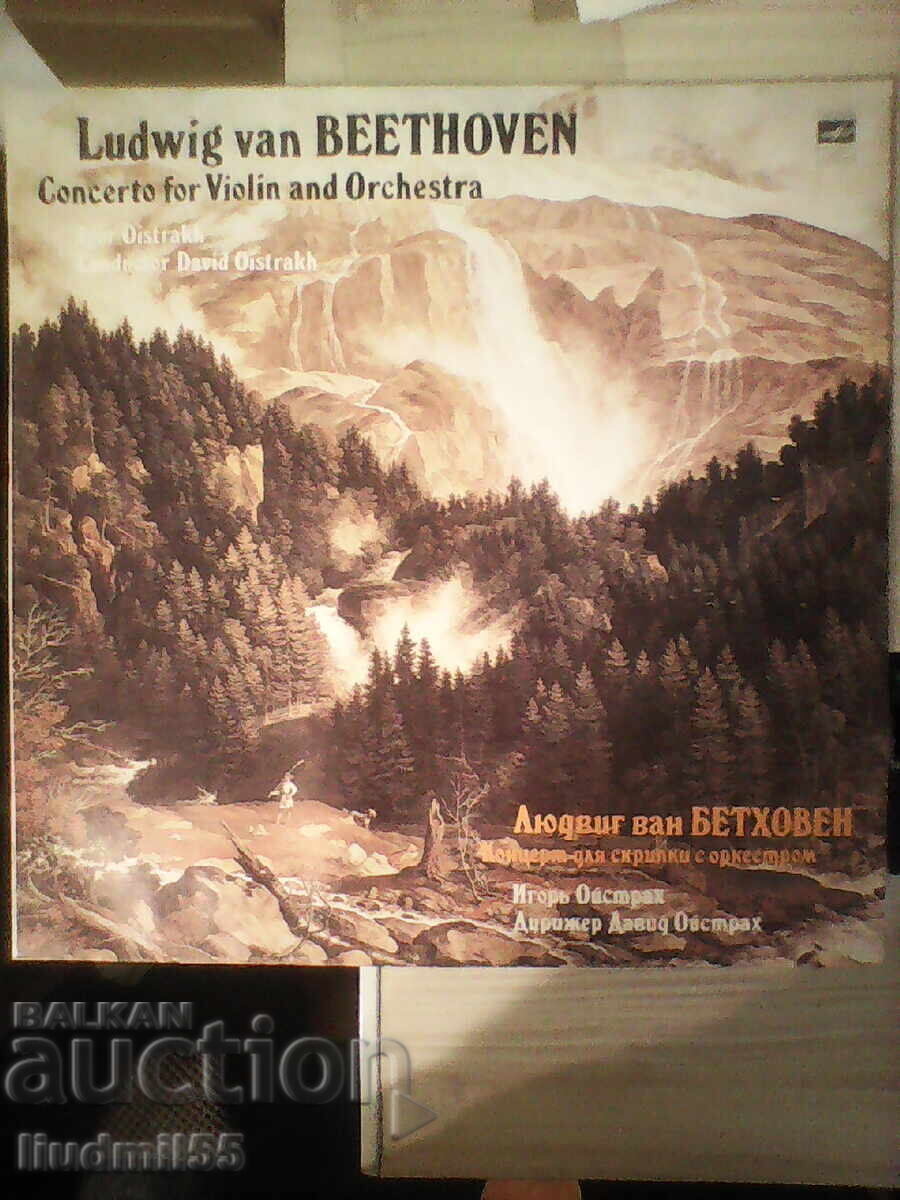 Ludwig van BEETHOVEN
Concerto for Violin and Orchestra
Oistrakh
David Oistrakh
Людвиг ван БЕТХОВЕН
Концерт для скрипки с оркестром
Игорь Ойстрах
Дирижер Давид Ойстрах
BALKAN
auction
liudmil55